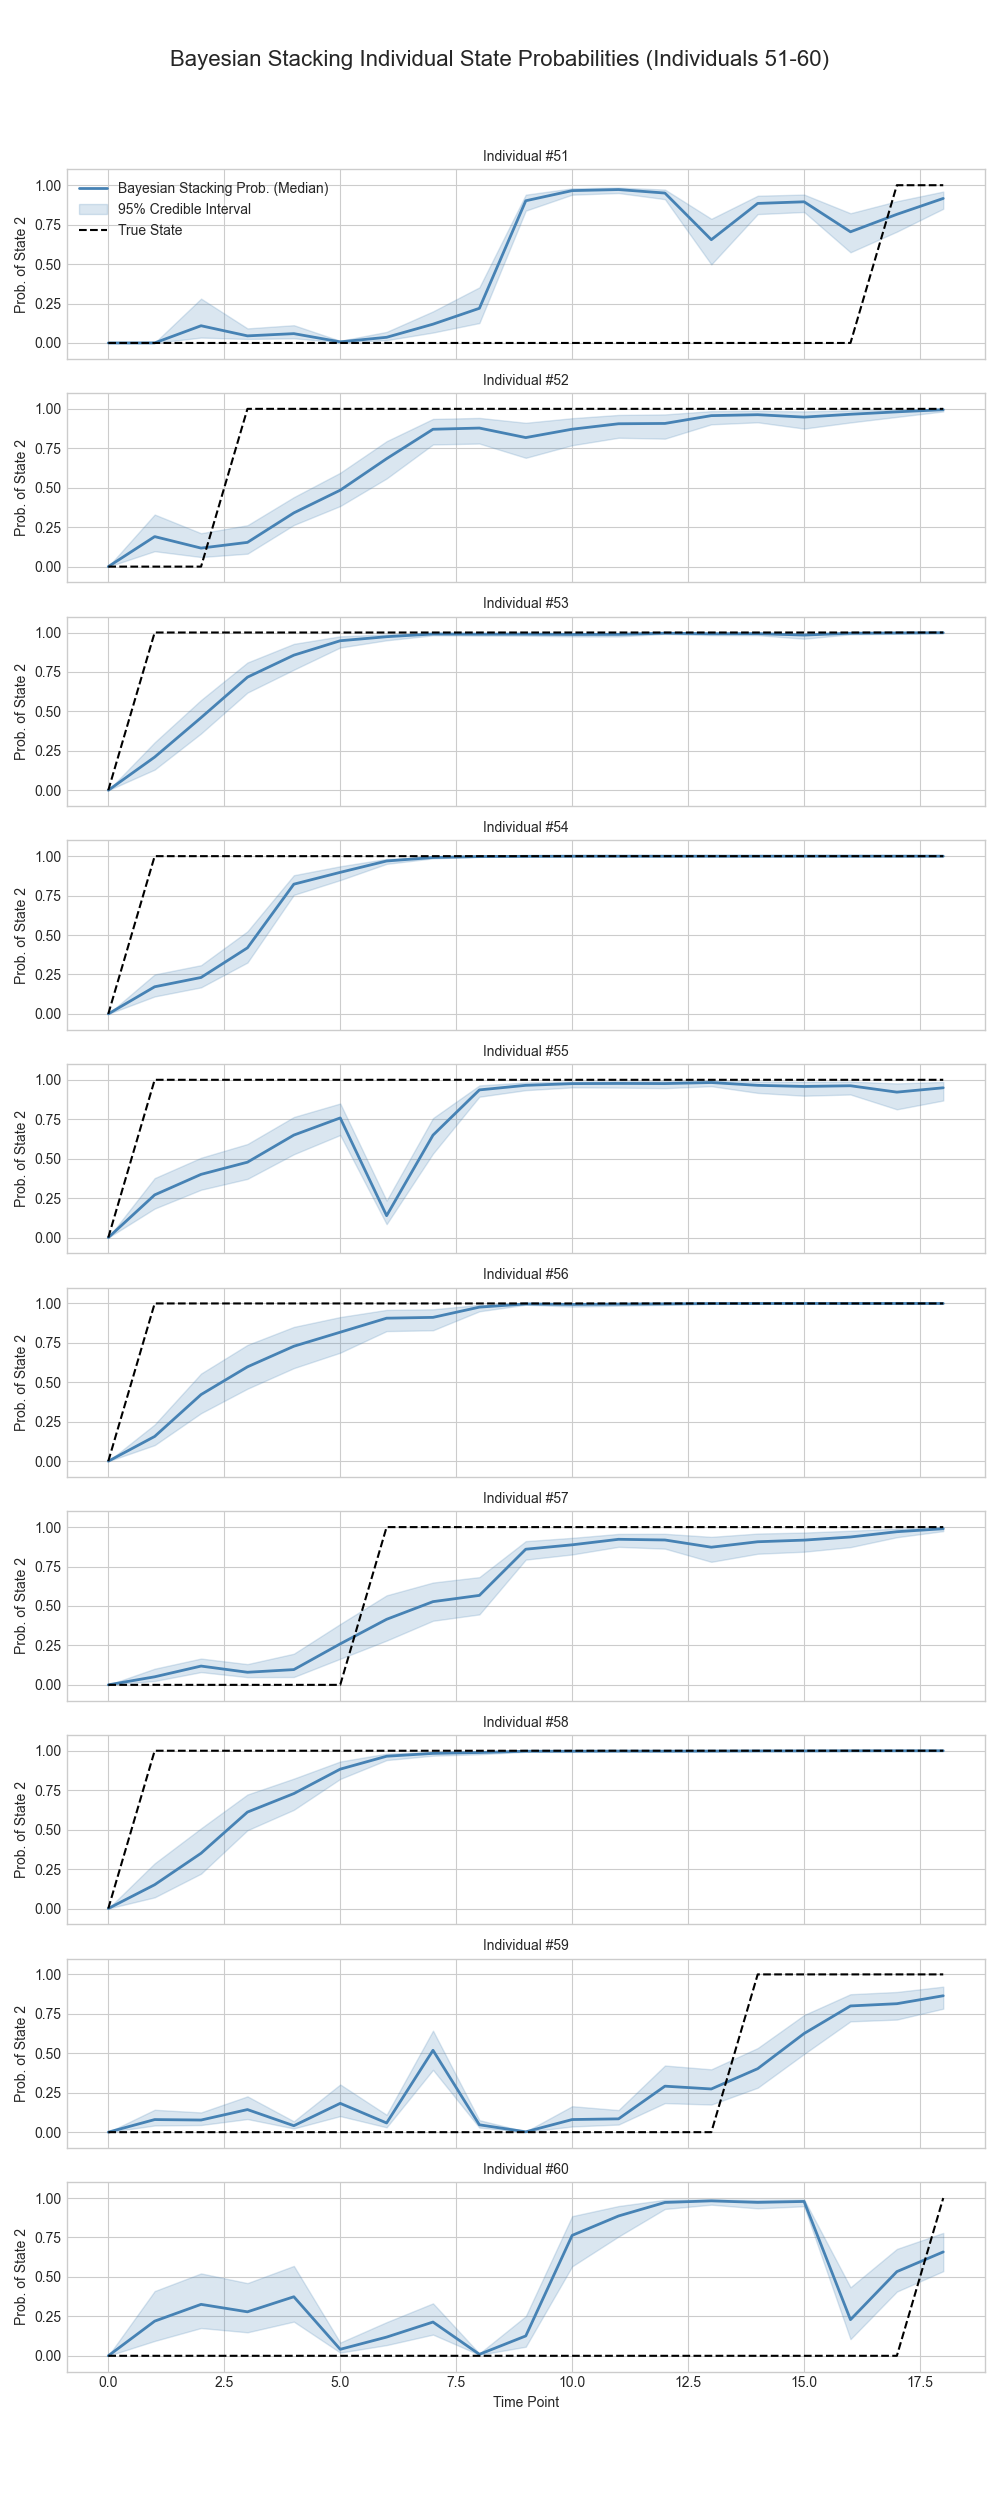 Bayesian Stacking Individual State Probabilities (Individuals 51-60)
Individual #51
1.00
0.75
0.50
0.25
0.00
Prob. of State 2
Bayesian Stacking Prob. (Median)
95% Credible Interval
True State
Individual #52
1.00
0.75
0.50
0.25
0.00
Prob. of State 2
Individual #53
1.00
0.75
0.50
0.25
0.00
Prob. of State 2
Individual #54
1.00
0.75
0.50
0.25
0.00
Prob. of State 2
Individual #55
1.00
0.75
0.50
0.25
0.00
Prob. of State 2
Individual #56
1.00
0.75
0.50
0.25
0.00
Prob. of State 2
Individual #57
1.00
0.75
0.50
0.25
0.00
Prob. of State 2
Individual #58
1.00
0.75
0.50
0.25
0.00
Prob. of State 2
Individual #59
1.00
0.75
0.50
0.25
0.00
Prob. of State 2
Individual #60
1.00
0.75
0.50
0.25
0.00
Prob. of State 2
0.0 2.5 5.0 7.5 10.0 12.5 15.0 17.5
Time Point